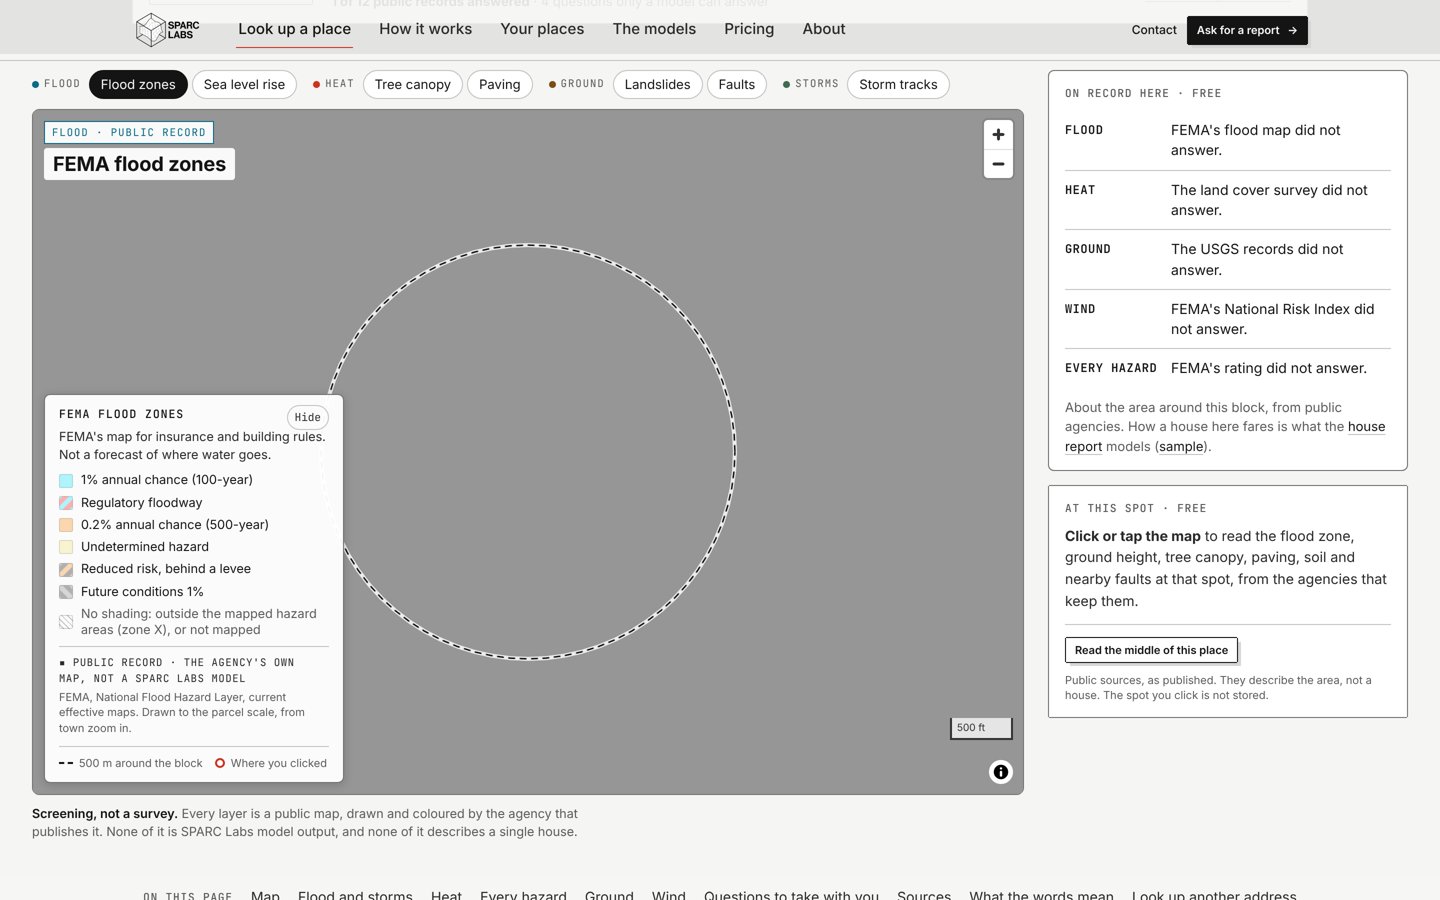 1 of 12 public records answered · 4 questions only a model can answer
SPARC LABS
Look up a place
How it works
Your places
The models
Pricing
About
Contact
Ask for a report →
FLOOD
Flood zones
Sea level rise
HEAT
Tree canopy
Paving
GROUND
Landslides
Faults
STORMS
Storm tracks
FLOOD · PUBLIC RECORD
FEMA flood zones
+
−
FEMA FLOOD ZONES
Hide
FEMA's map for insurance and building rules.
Not a forecast of where water goes.
1% annual chance (100-year)
Regulatory floodway
0.2% annual chance (500-year)
Undetermined hazard
Reduced risk, behind a levee
Future conditions 1%
No shading: outside the mapped hazard
areas (zone X), or not mapped
▪ PUBLIC RECORD · THE AGENCY'S OWN
MAP, NOT A SPARC LABS MODEL
FEMA, National Flood Hazard Layer, current
effective maps. Drawn to the parcel scale, from
town zoom in.
500 m around the block
Where you clicked
500 ft
Screening, not a survey. Every layer is a public map, drawn and coloured by the agency that
publishes it. None of it is SPARC Labs model output, and none of it describes a single house.
ON RECORD HERE · FREE
FLOOD
FEMA's flood map did not
answer.
HEAT
The land cover survey did not
answer.
GROUND
The USGS records did not
answer.
WIND
FEMA's National Risk Index did
not answer.
EVERY HAZARD
FEMA's rating did not answer.
About the area around this block, from public
agencies. How a house here fares is what the house
report models (sample).
AT THIS SPOT · FREE
Click or tap the map to read the flood zone,
ground height, tree canopy, paving, soil and
nearby faults at that spot, from the agencies that
keep them.
Read the middle of this place
Public sources, as published. They describe the area, not a
house. The spot you click is not stored.
ON THIS PAGE
Map
Flood and storms
Heat
Every hazard
Ground
Wind
Questions to take with you
Sources
What the words mean
Look up another address